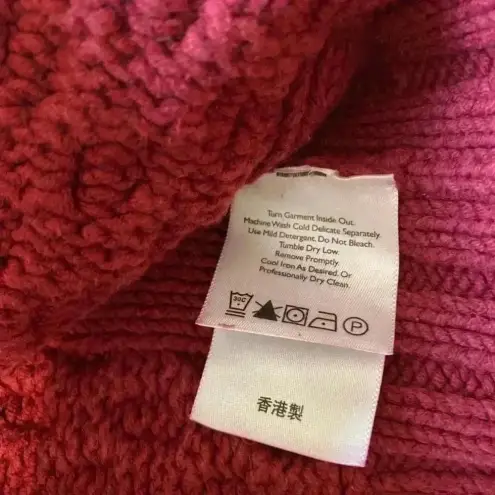 Turn Garment Inside Out.
Machine Wash Cold Delicate Separately.
Use Mild Detergent. Do Not Bleach.
Tumble Dry Low.
Remove Promptly.
Cool Iron As Desired. Or
Professionally Dry Clean.
30C P
香港製